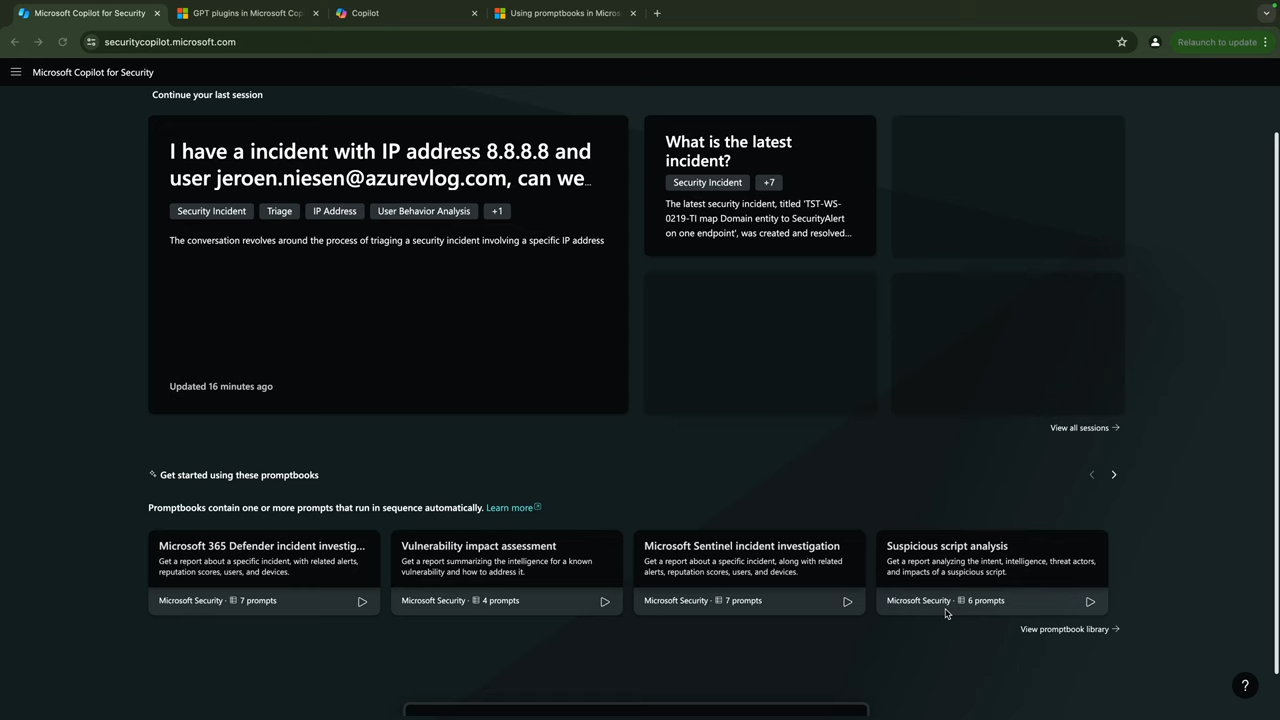 Microsoft Copilot for Security
GPT plugins in Microsoft Cop
Copilot
Using promptbooks in Micros
securitycopilot.microsoft.com
Relaunch to update
Microsoft Copilot for Security
Continue your last session
I have a incident with IP address 8.8.8.8 and
user jeroen.niesen@azurevlog.com, can we...
Security Incident
Triage
IP Address
User Behavior Analysis
+1
The conversation revolves around the process of triaging a security incident involving a specific IP address
Updated 16 minutes ago
What is the latest
incident?
Security Incident
+7
The latest security incident, titled 'TST-WS-
0219-TI map Domain entity to SecurityAlert
on one endpoint', was created and resolved...
View all sessions
Get started using these promptbooks
Promptbooks contain one or more prompts that run in sequence automatically. Learn more
Microsoft 365 Defender incident investig...
Get a report about a specific incident, with related alerts,
reputation scores, users, and devices.
Microsoft Security · 7 prompts
Vulnerability impact assessment
Get a report summarizing the intelligence for a known
vulnerability and how to address it.
Microsoft Security · 4 prompts
Microsoft Sentinel incident investigation
Get a report about a specific incident, along with related
alerts, reputation scores, users, and devices.
Microsoft Security · 7 prompts
Suspicious script analysis
Get a report analyzing the intent, intelligence, threat actors,
and impacts of a suspicious script.
Microsoft Security · 6 prompts
View promptbook library
?